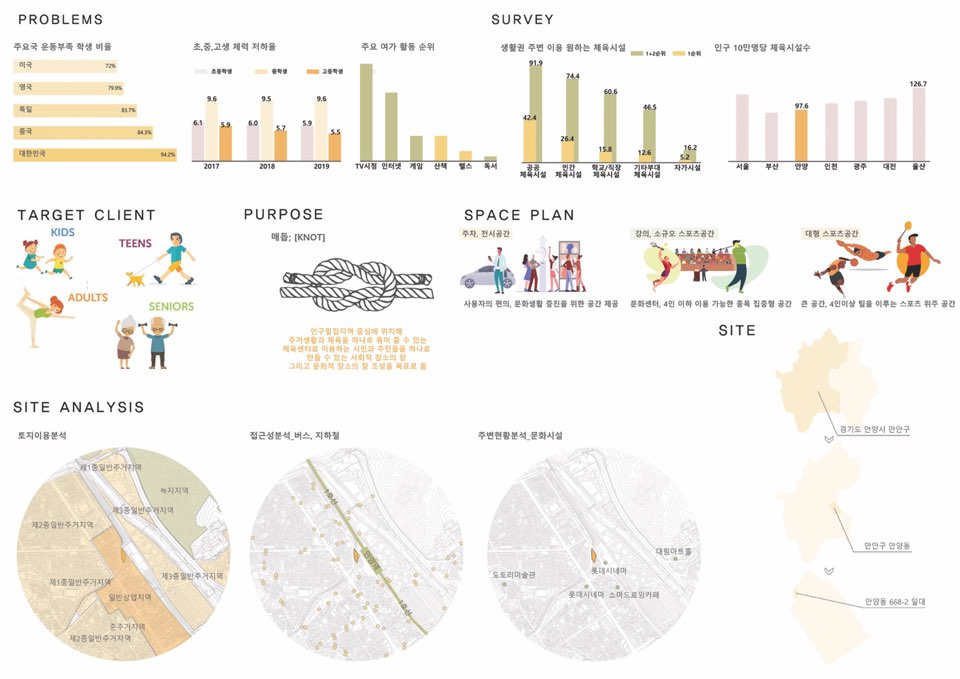 PROBLEMS
SURVEY
주요국 운동부족 학생 비율
미국
72%
영국
79.9%
독일
83.7%
중국
84.3%
대한민국
94.2%
초,중,고생 체력 저하율
초등학생
중학생
고등학생
6.1
9.6
5.9
6.0
9.5
5.7
5.9
9.6
5.5
2017
2018
2019
주요 여가 활동 순위
TV시청
인터넷
게임
산책
헬스
독서
생활권 주변 이용 원하는 체육시설
1+2순위
1순위
91.9
42.4
74.4
26.4
60.6
15.8
46.5
12.6
16.2
5.2
공공
체육시설
민간
체육시설
학교/직장
체육시설
기타부대
체육시설
자가시설
인구 10만명당 체육시설수
97.6
126.7
서울
부산
안양
인천
광주
대전
울산
TARGET CLIENT
KIDS
TEENS
ADULTS
SENIORS
PURPOSE
매듭; [KNOT]
인구밀집지역 중심에 위치해
주거생활과 체육을 하나로 묶어 줄 수 있는
체육센터로 이용하는 시민과 주민들을 하나로
만들 수 있는 사회적 장소의 장
그리고 문화적 장소의 장 조성을 목표로 둠
SPACE PLAN
주차, 전시공간
사용자의 편의, 문화생활 증진을 위한 공간 제공
강의, 소규모 스포츠공간
문화센터, 4인 이하 이용 가능한 종목 집중형 공간
대형 스포츠공간
큰 공간, 4인이상 팀을 이루는 스포츠 위주 공간
SITE
경기도 안양시 만안구
만안구 안양동
안양동 668-2 일대
SITE ANALYSIS
토지이용분석
제1종일반주거지역
녹지지역
제3종일반주거지역
제2종일반주거지역
제1종일반주거지역
제3종일반주거지역
일반상업지역
준주거지역
제2종일반주거지역
접근성분석_버스, 지하철
1호선
안양역
1호선
주변현황분석_문화시설
대림아트홀
롯데시네마
도토리미술관
롯데시네마
소마드로잉카페